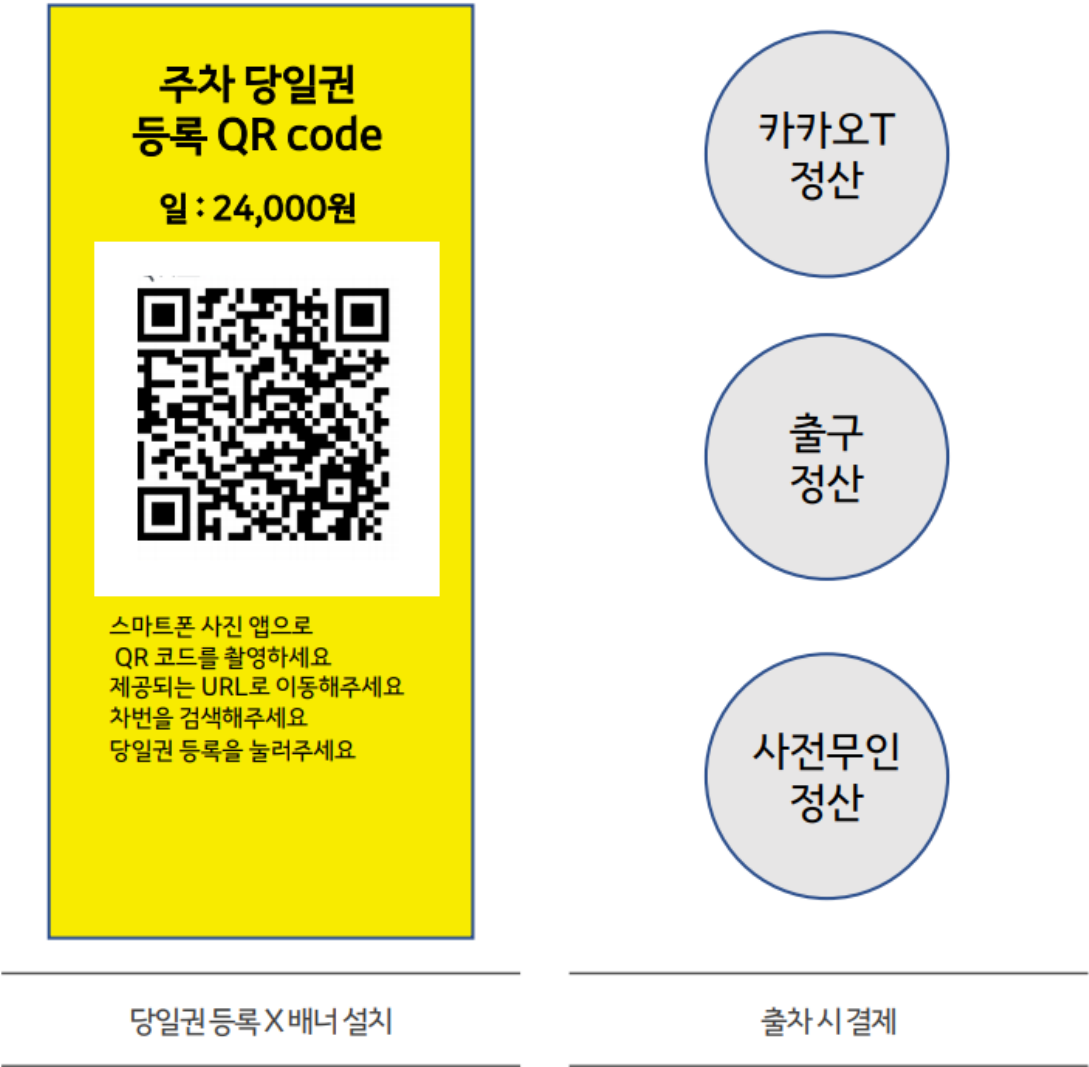 주차 당일권
등록 QR code
일 : 24,000원
스마트폰 사진 앱으로
QR 코드를 촬영하세요
제공되는 URL로 이동해주세요
차번을 검색해주세요
당일권 등록을 눌러주세요
당일권 등록 X 배너 설치
카카오T
정산
출구
정산
사전무인
정산
출차 시 결제